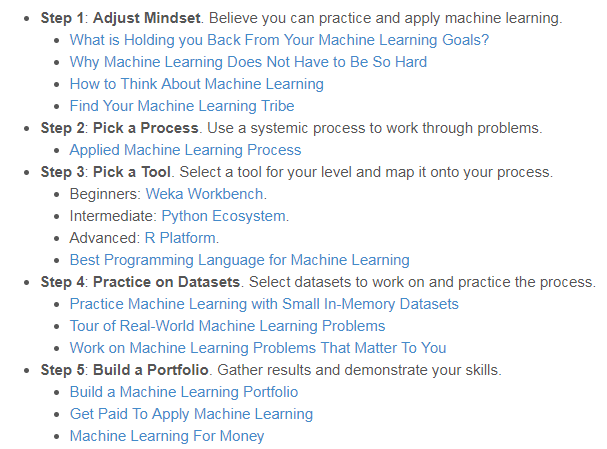 Step 1: Adjust Mindset. Believe you can practice and apply machine learning.
What is Holding you Back From Your Machine Learning Goals?
Why Machine Learning Does Not Have to Be So Hard
How to Think About Machine Learning
Find Your Machine Learning Tribe
Step 2: Pick a Process. Use a systemic process to work through problems.
Applied Machine Learning Process
Step 3: Pick a Tool. Select a tool for your level and map it onto your process.
Beginners: Weka Workbench.
Intermediate: Python Ecosystem.
Advanced: R Platform.
Best Programming Language for Machine Learning
Step 4: Practice on Datasets. Select datasets to work on and practice the process.
Practice Machine Learning with Small In-Memory Datasets
Tour of Real-World Machine Learning Problems
Work on Machine Learning Problems That Matter To You
Step 5: Build a Portfolio. Gather results and demonstrate your skills.
Build a Machine Learning Portfolio
Get Paid To Apply Machine Learning
Machine Learning For Money